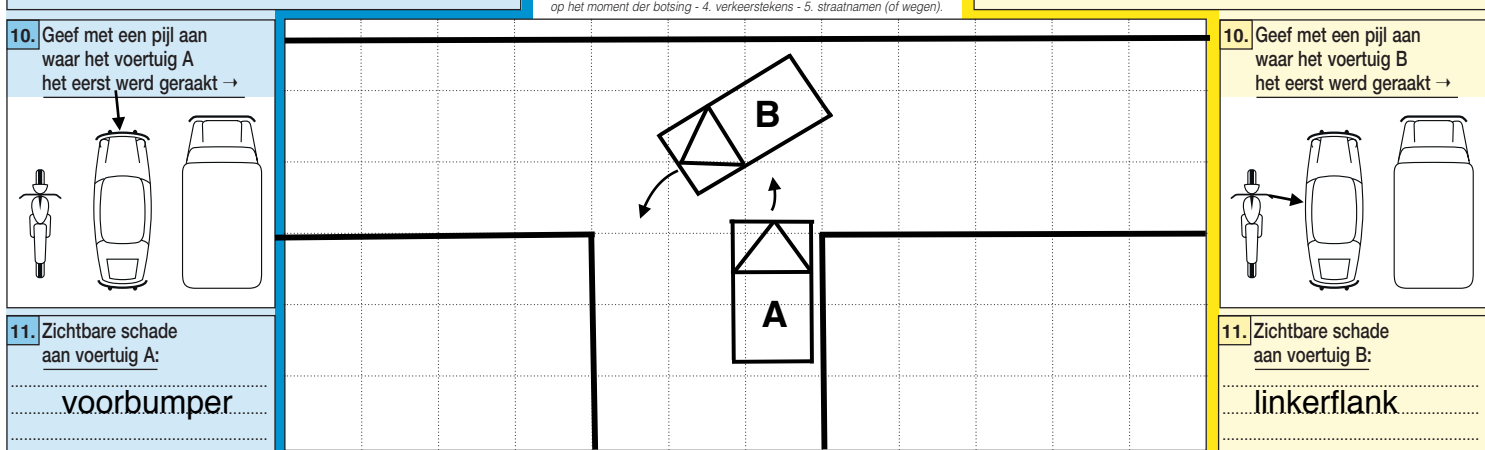 op het moment der botsing - 4. verkeerstekens - 5. straatnamen (of wegen).
10. Geef met een pijl aan
waar het voertuig A
het eerst werd geraakt →
B
A
10. Geef met een pijl aan
waar het voertuig B
het eerst werd geraakt →
11. Zichtbare schade
aan voertuig A:
voorbumper
11. Zichtbare schade
aan voertuig B:
linkerflank